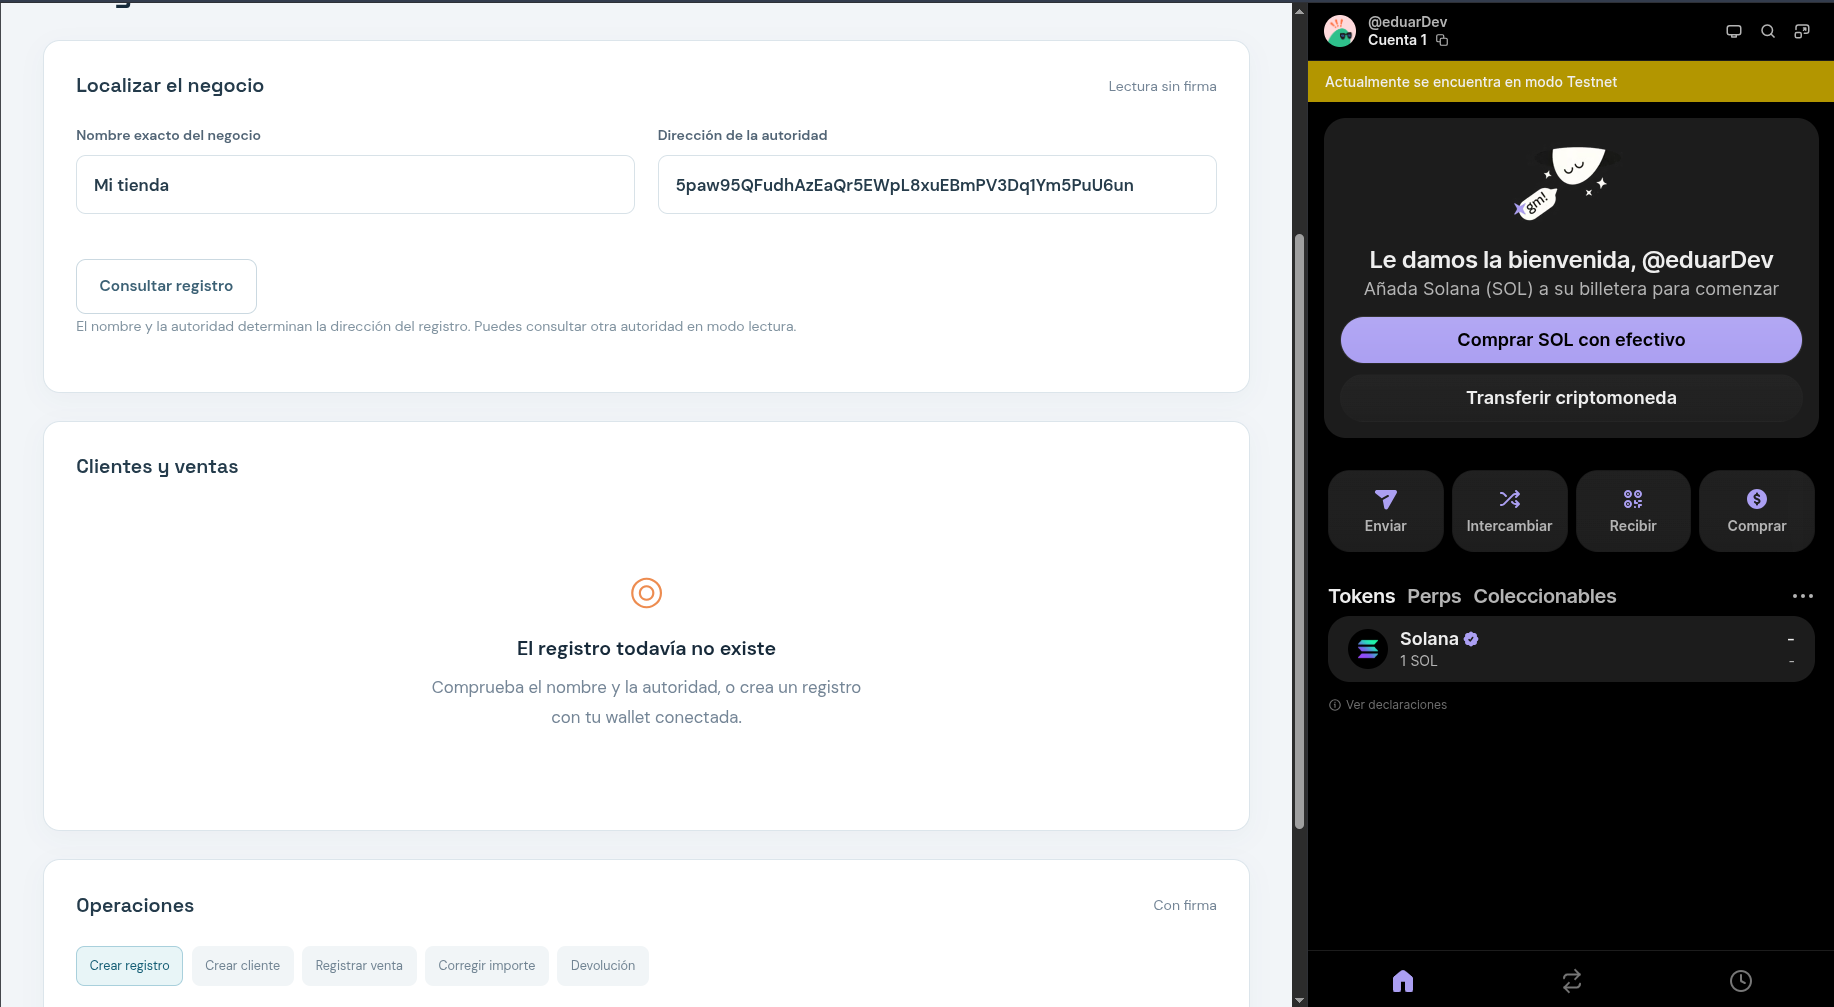 Localizar el negocio
Lectura sin firma
Nombre exacto del negocio
Dirección de la autoridad
Mi tienda
5paw95QFudhAzEaQr5EWpL8xuEBmPV3Dq1Ym5PuU6un
Consultar registro
El nombre y la autoridad determinan la dirección del registro. Puedes consultar otra autoridad en modo lectura.
Clientes y ventas
El registro todavía no existe
Comprueba el nombre y la autoridad, o crea un registro
con tu wallet conectada.
Operaciones
Con firma
Crear registro
Crear cliente
Registrar venta
Corregir importe
Devolución
@eduarDev
Cuenta 1
Actualmente se encuentra en modo Testnet
gm!
Le damos la bienvenida, @eduarDev
Añada Solana (SOL) a su billetera para comenzar
Comprar SOL con efectivo
Transferir criptomoneda
Enviar
Intercambiar
Recibir
Comprar
Tokens Perps Coleccionables
Solana
-
1 SOL
-
Ver declaraciones